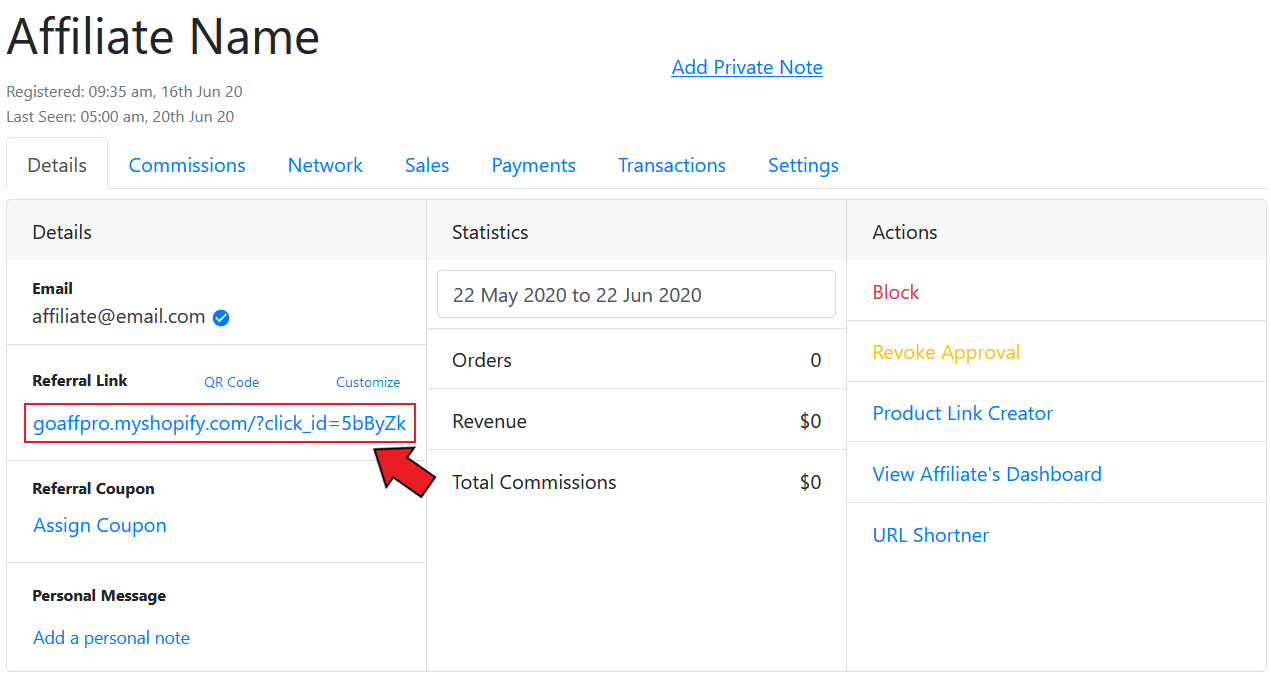 Affiliate Name
Add Private Note
Registered: 09:35 am, 16th Jun 20
Last Seen: 05:00 am, 20th Jun 20
Details Commissions Network Sales Payments Transactions Settings
Details
Email
affiliate@email.com
Referral Link QR Code Customize
goaffpro.myshopify.com/?click_id=5bByZk
Referral Coupon
Assign Coupon
Personal Message
Add a personal note
Statistics
22 May 2020 to 22 Jun 2020
Orders 0
Revenue $0
Total Commissions $0
Actions
Block
Revoke Approval
Product Link Creator
View Affiliate's Dashboard
URL Shortner